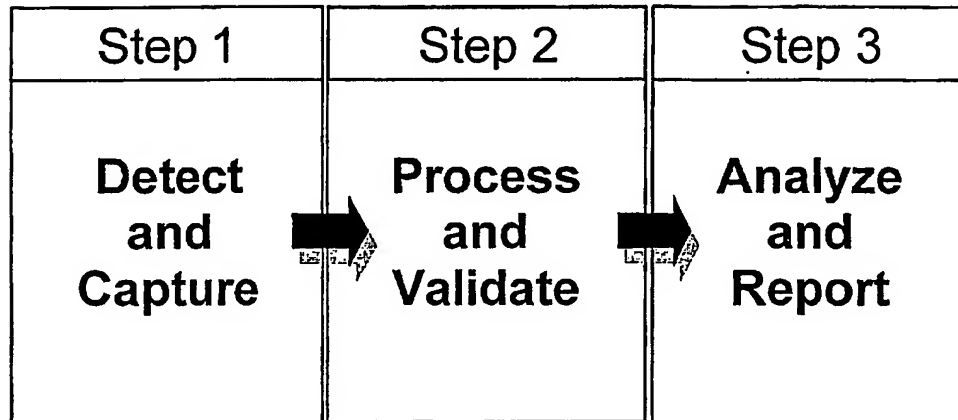 Step 1
Detect
and
Capture
Step 2
Process
and
Validate
Step 3
Analyze
and
Report